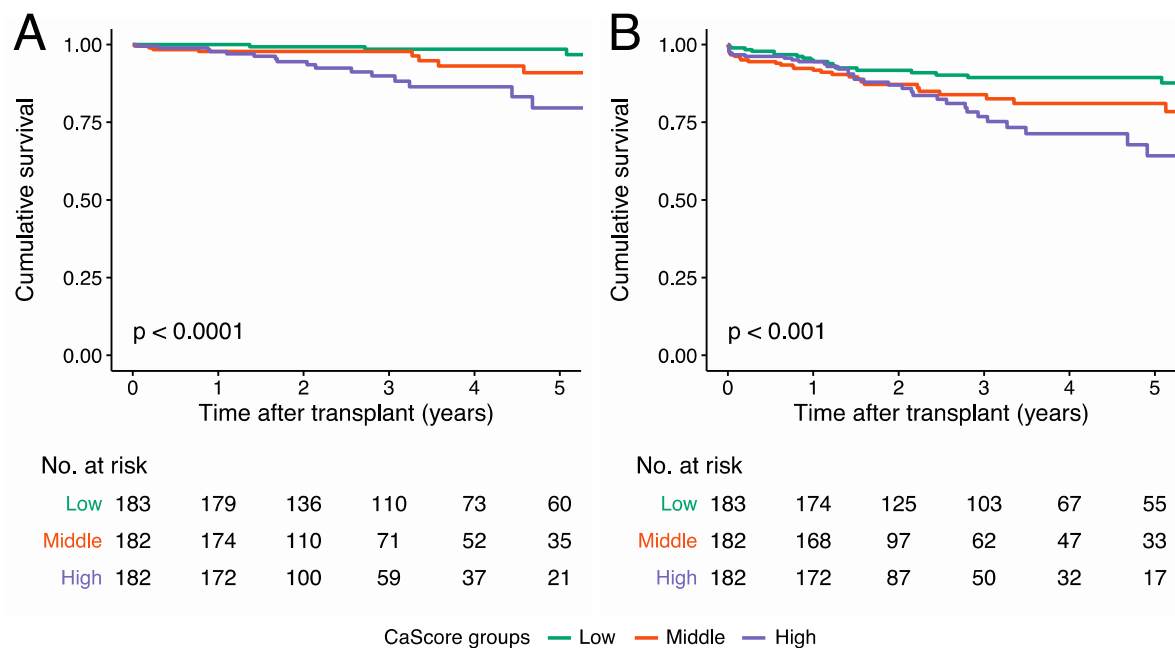 A
Cumulative survival
1.00
0.75
0.50
0.25
0.00
p < 0.0001
0 1 2 3 4 5
Time after transplant (years)
No. at risk
Low 183 179 136 110 73 60
Middle 182 174 110 71 52 35
High 182 172 100 59 37 21
B
Cumulative survival
1.00
0.75
0.50
0.25
0.00
p < 0.001
0 1 2 3 4 5
Time after transplant (years)
No. at risk
Low 183 174 125 103 67 55
Middle 182 168 97 62 47 33
High 182 172 87 50 32 17
CaScore groups Low Middle High